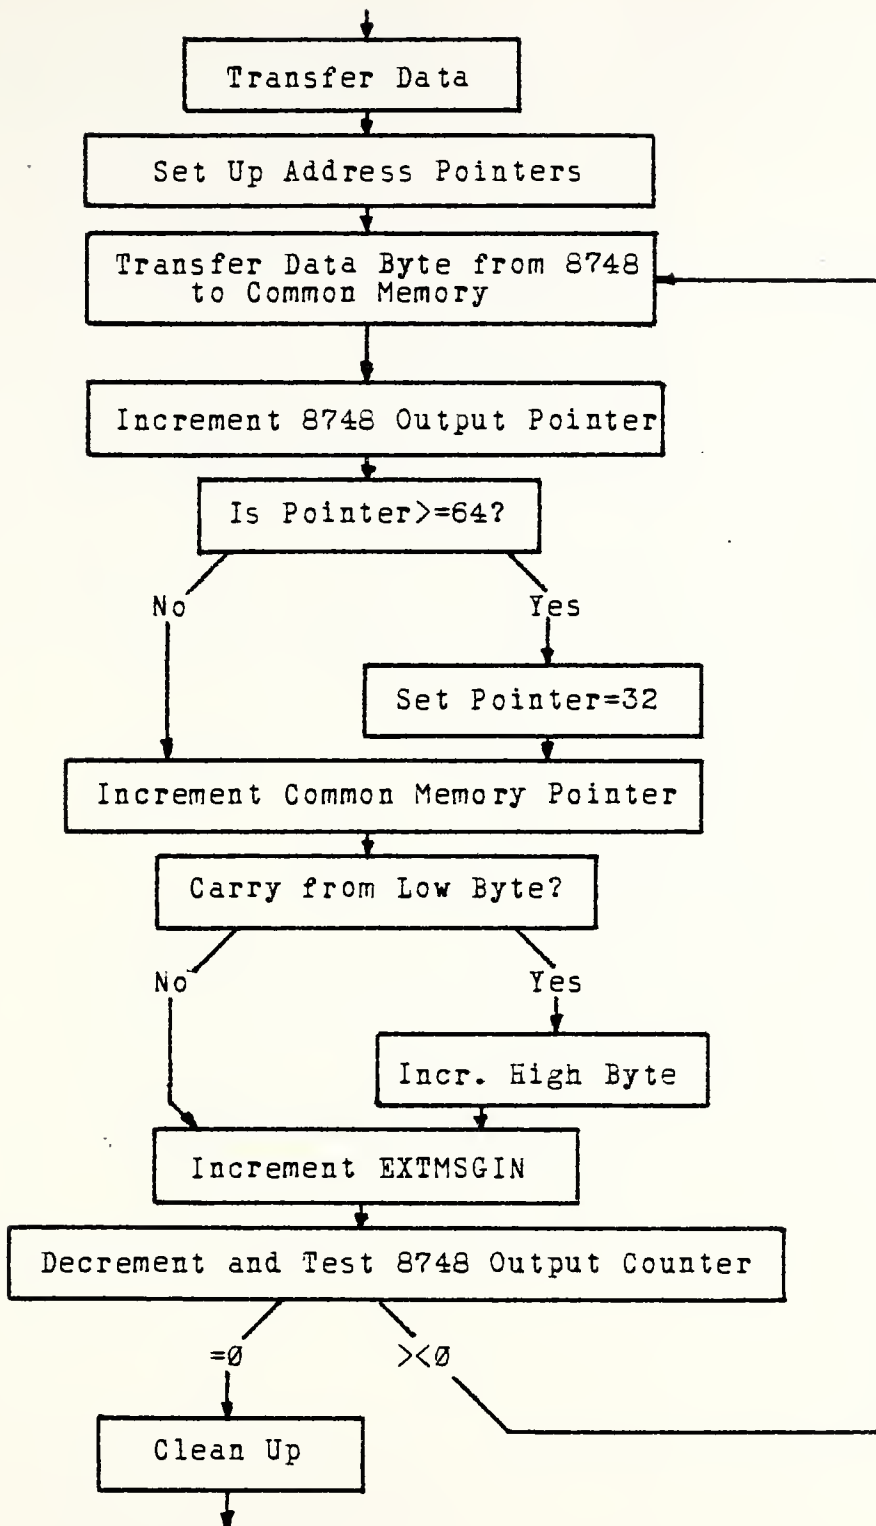 Transfer Data
Set Up Address Pointers
Transfer Data Byte from 8748
to Common Memory
Increment 8748 Output Pointer
Is Pointer>=64?
No
Yes
Set Pointer=32
Increment Common Memory Pointer
Carry from Low Byte?
No
Yes
Incr. High Byte
Increment EXTMSGIN
Decrement and Test 8748 Output Counter
=0
><0
Clean Up